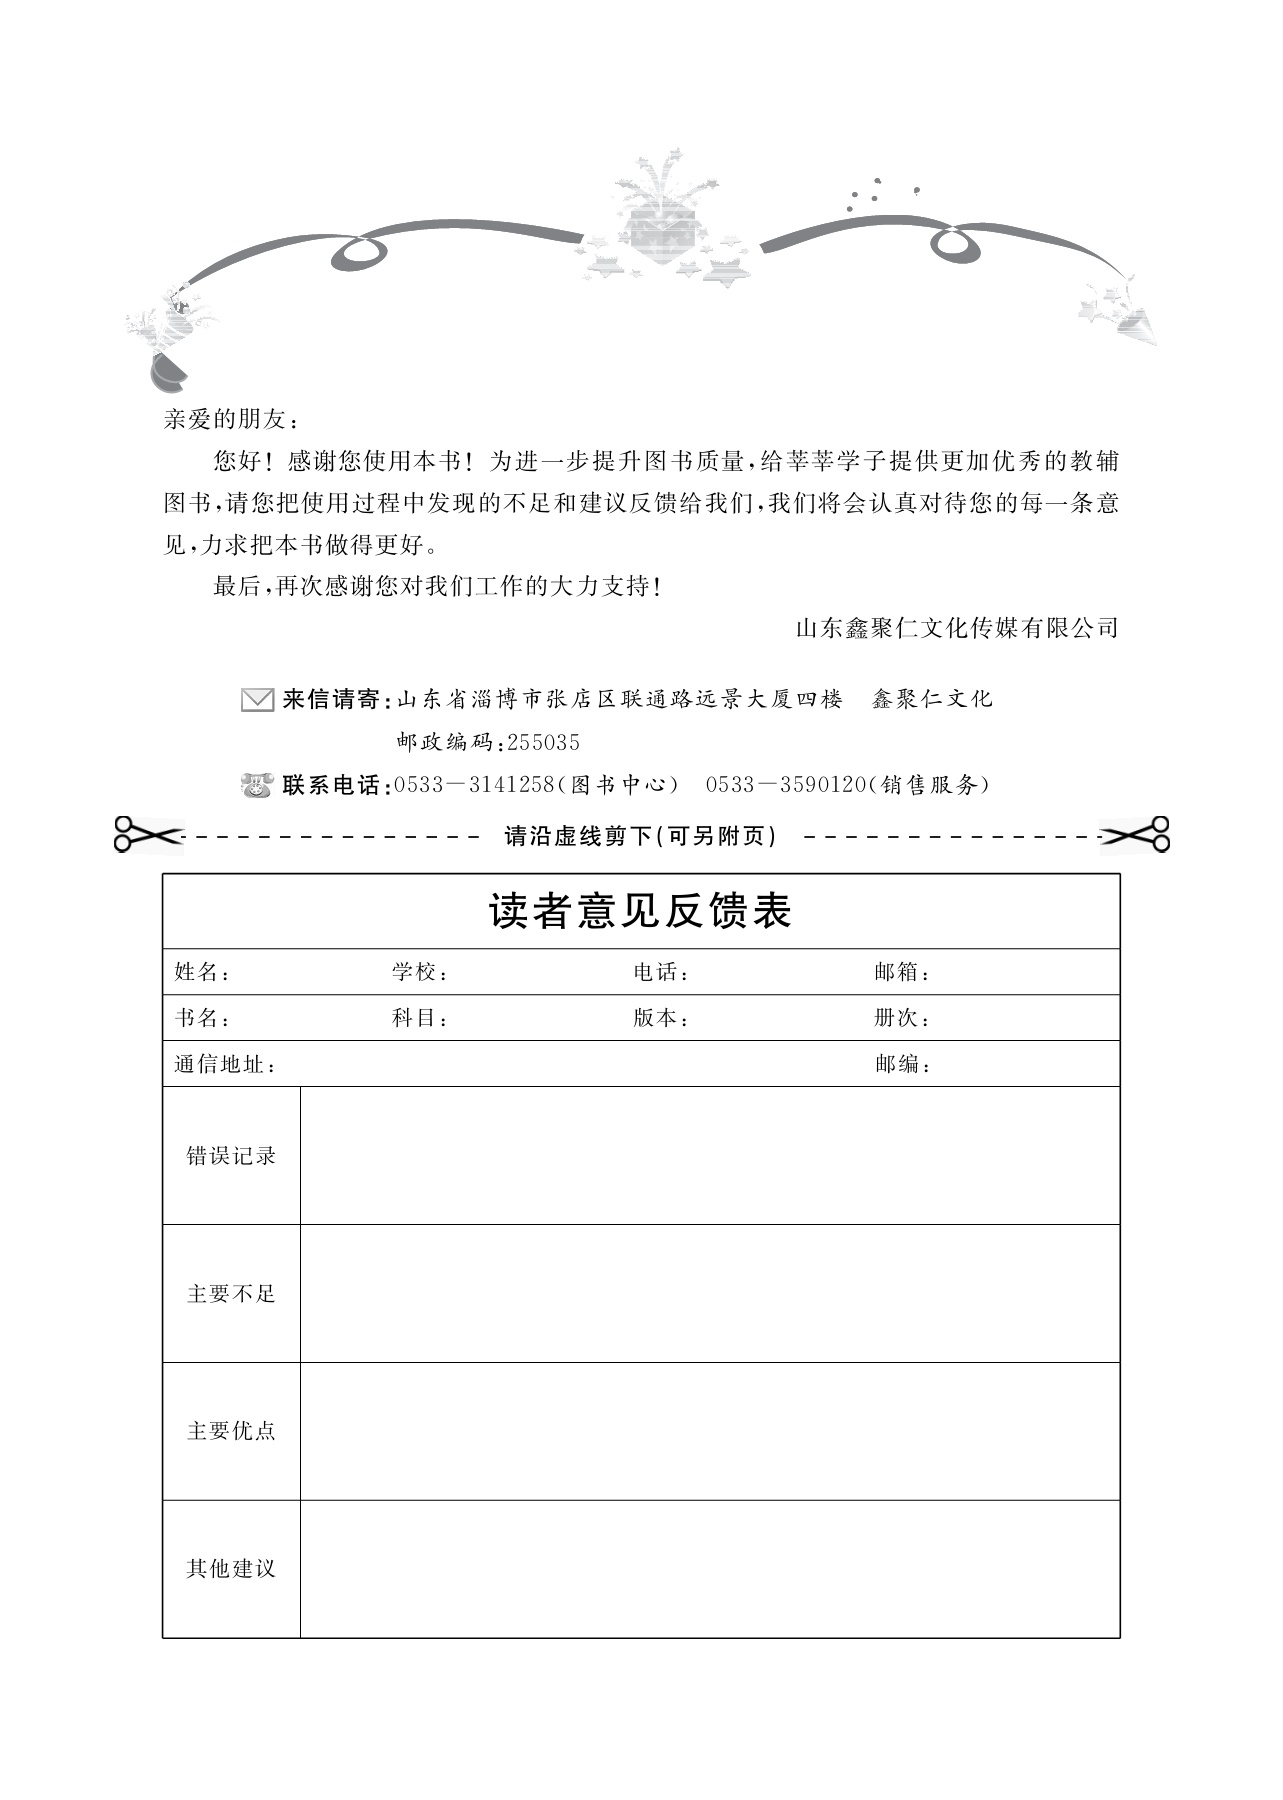 亲爱的朋友：
您好！感谢您使用本书！为进一步提升图书质量，给莘莘学子提供更加优秀的教辅
图书，请您把使用过程中发现的不足和建议反馈给我们，我们将会认真对待您的每一条意
见，力求把本书做得更好。
最后，再次感谢您对我们工作的大力支持！
山东鑫聚仁文化传媒有限公司
来信请寄：山东省淄博市张店区联通路远景大厦四楼　鑫聚仁文化
邮政编码：255035
联系电话：0533－3141258（图书中心）　0533－3590120（销售服务）
请沿虚线剪下（可另附页）
读者意见反馈表
姓名：　学校：　电话：　邮箱：
书名：　科目：　版本：　册次：
通信地址：　邮编：
错误记录
主要不足
主要优点
其他建议